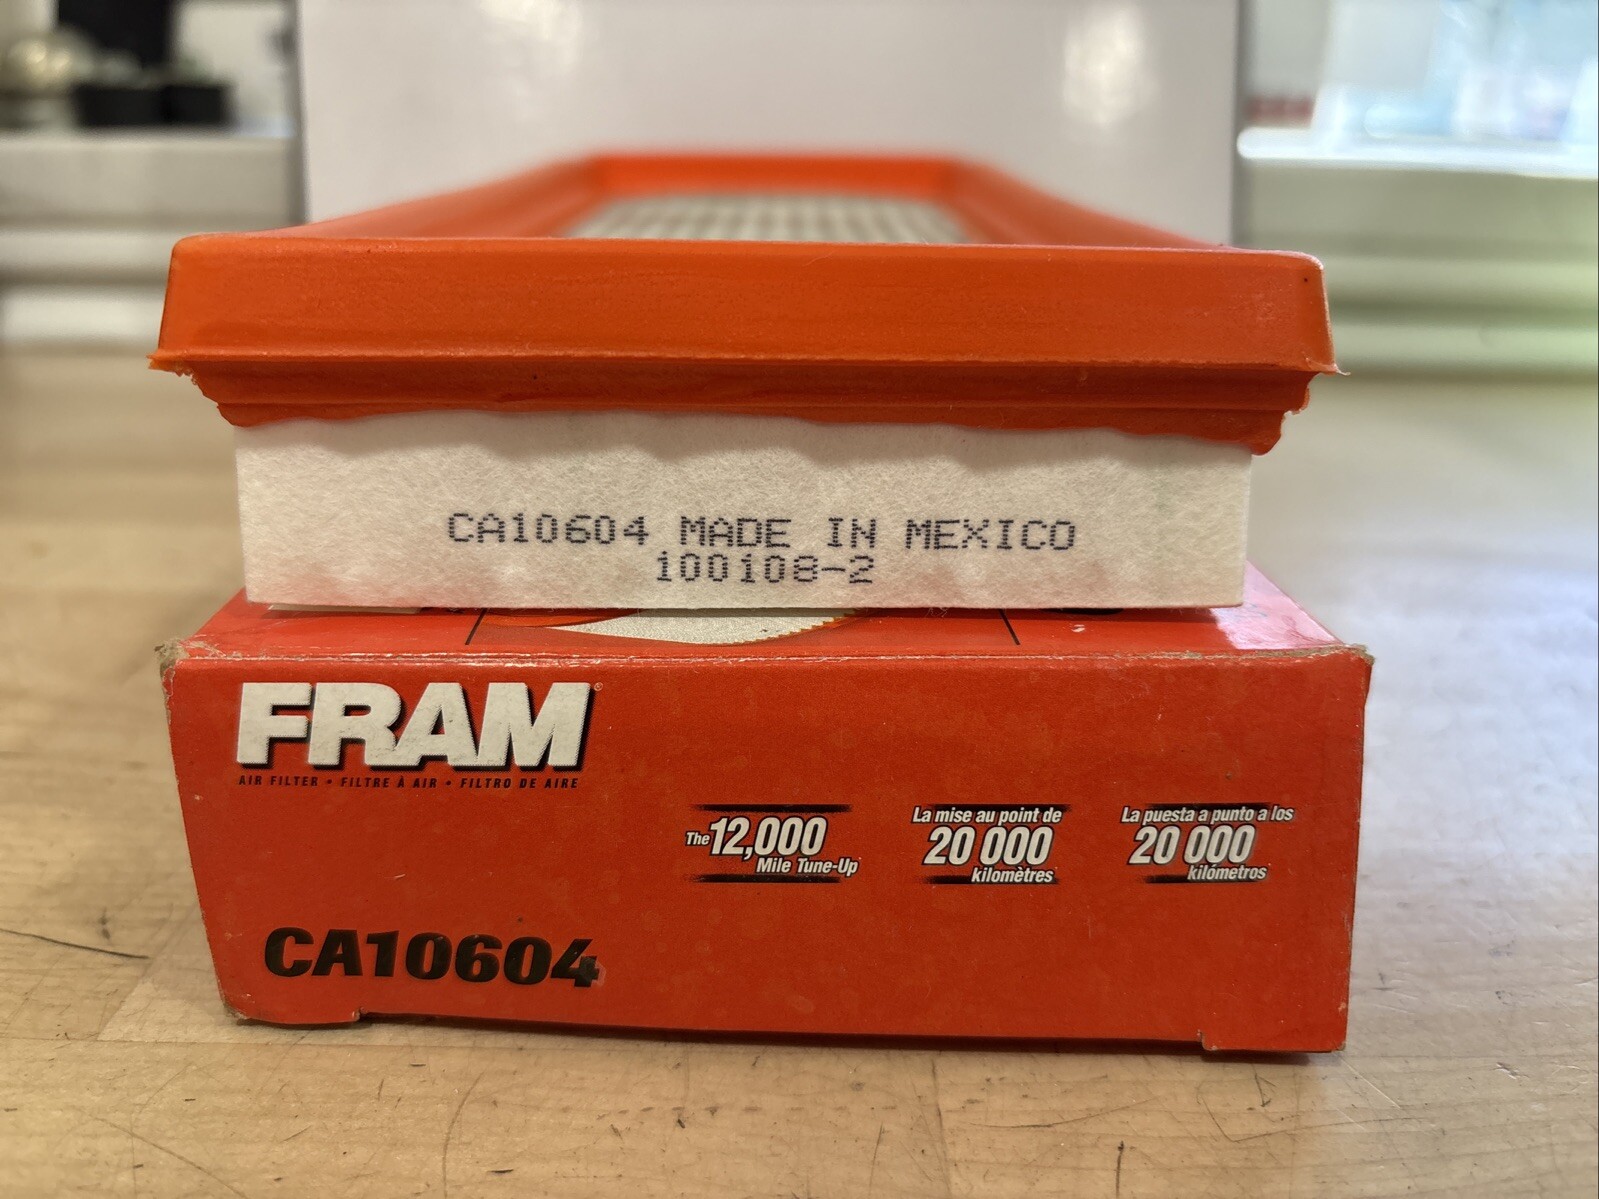 CA10604 MADE IN MEXICO
100108-2
FRAM®
AIR FILTER • FILTRE À AIR • FILTRO DE AIRE
The 12,000
Mile Tune-Up
La mise au point de
20 000
kilomètres
La puesta a punto a los
20 000
kilómetros
CA10604